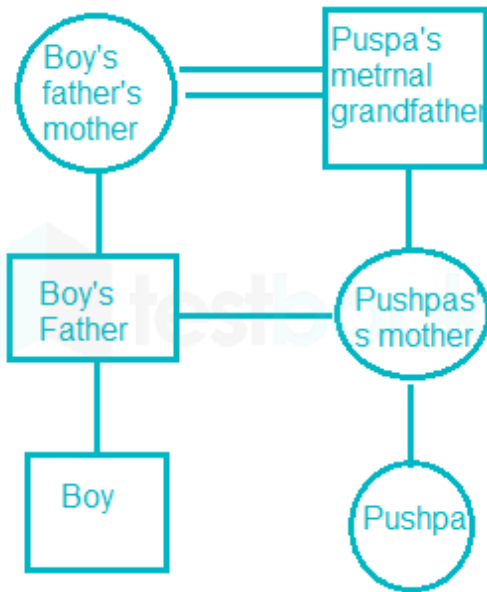 Boy's
father's
mother
Puspa's
metrnal
grandfather
Boy's
Father
Pushpas'
s mother
Boy
Pushpa